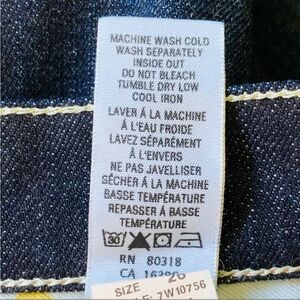 MACHINE WASH COLD
WASH SEPARATELY
INSIDE OUT
DO NOT BLEACH
TUMBLE DRY LOW
COOL IRON
LAVER À LA MACHINE
À L'EAU FROIDE
LAVEZ SÉPARÉMENT
À L'ENVERS
NE PAS JAVELLISER
SÉCHER À LA MACHINE
BASSE TEMPÉRATURE
REPASSER À BASSE
TEMPÉRATURE
30
RN 80318
CA
SIZE 26
7W10756